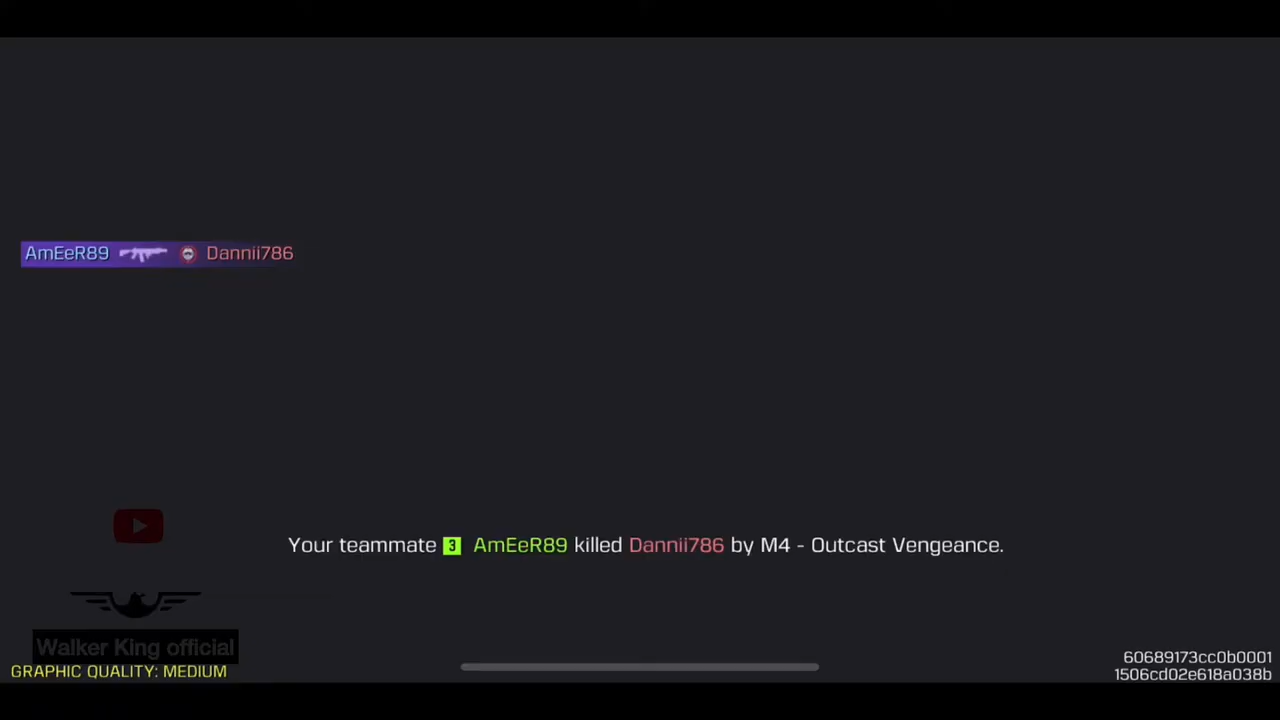 AmEeR89 Dannii786
Your teammate 3 AmEeR89 killed Dannii786 by M4 - Outcast Vengeance.
Walker King official
GRAPHIC QUALITY: MEDIUM
60689173cc0b0001
1506cd02e618a038b